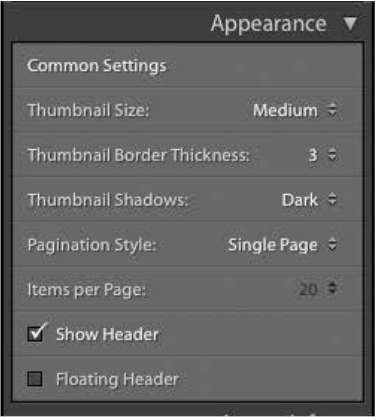 Appearance ▼
Common Settings
Thumbnail Size: Medium
Thumbnail Border Thickness: 3
Thumbnail Shadows: Dark
Pagination Style: Single Page
Items per Page: 20
Show Header
Floating Header